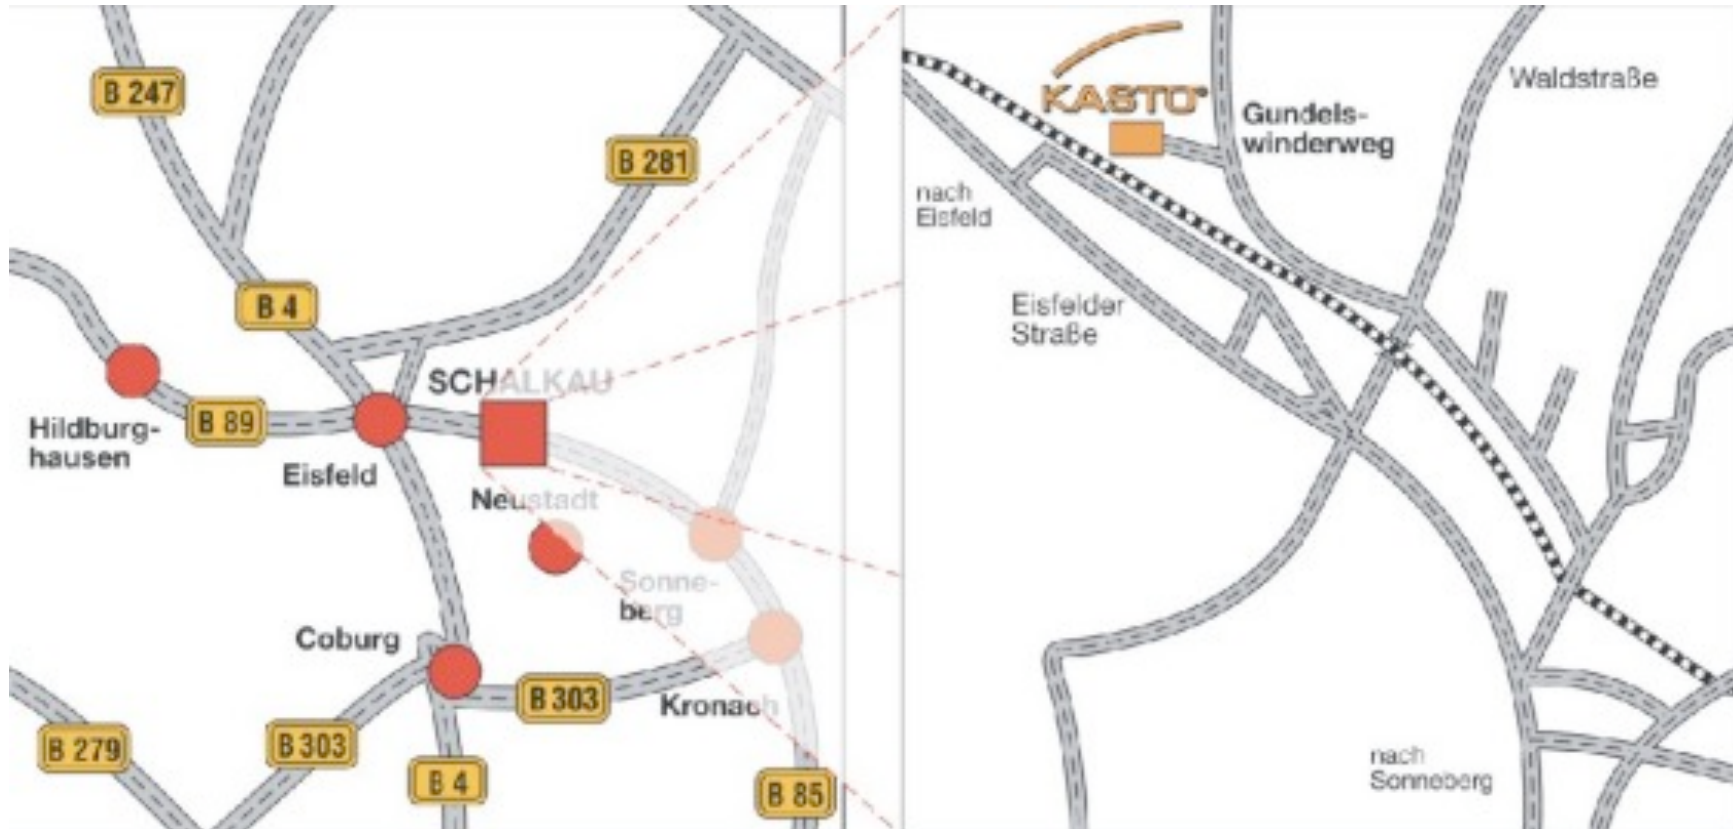 B 247
B 281
B 4
SCHALKAU
B 89
Hildburg-
hausen
Eisfeld
Neustadt
Sonne-
berg
Coburg
B 303
Kronach
B 279
B 303
B 4
B 85
KASTO®
Gundels-
winderweg
Waldstraße
nach
Eisfeld
Eisfelder
Straße
nach
Sonneberg